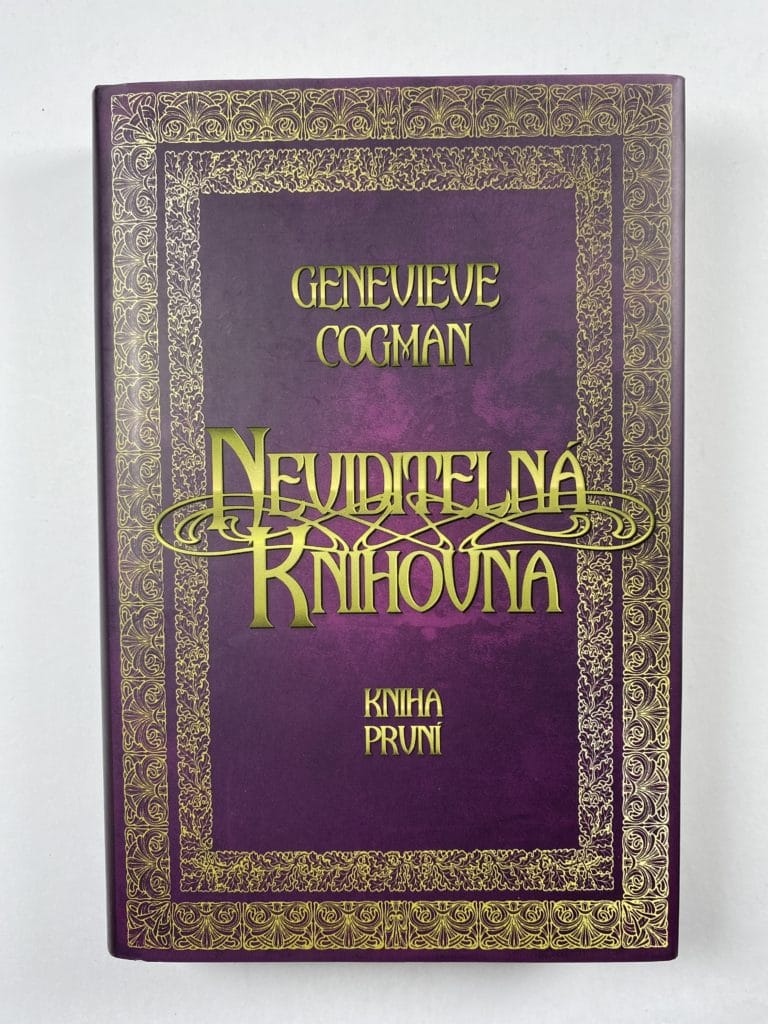 GENEVIEVE
COGMAN
NEVIDITELNÁ
KNIHOVNA
KNIHA
PRVNÍ